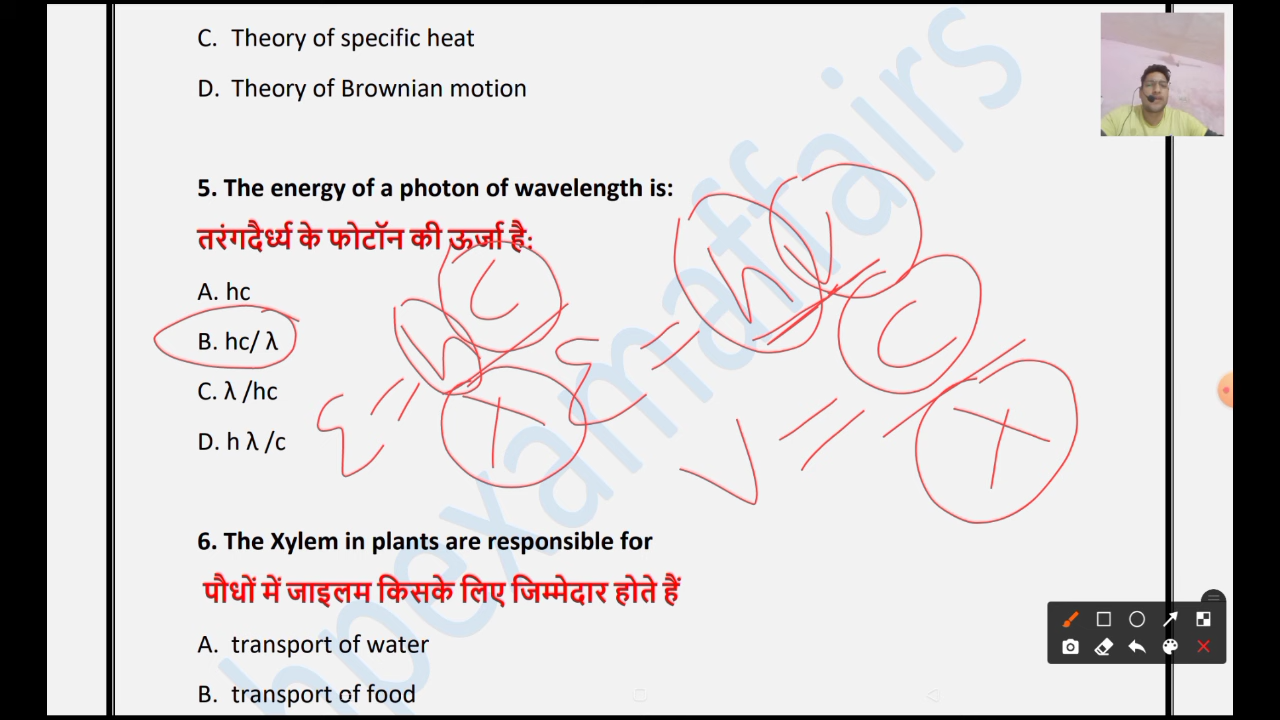 C. Theory of specific heat
D. Theory of Brownian motion
5. The energy of a photon of wavelength is:
तरंगदैर्ध्य के फोटॉन की ऊर्जा है:
A. hc
B. hc/ λ
C. λ /hc
D. h λ /c
6. The Xylem in plants are responsible for
पौधों में जाइलम किसके लिए जिम्मेदार होते हैं
A. transport of water
B. transport of food
hpexamaffairs